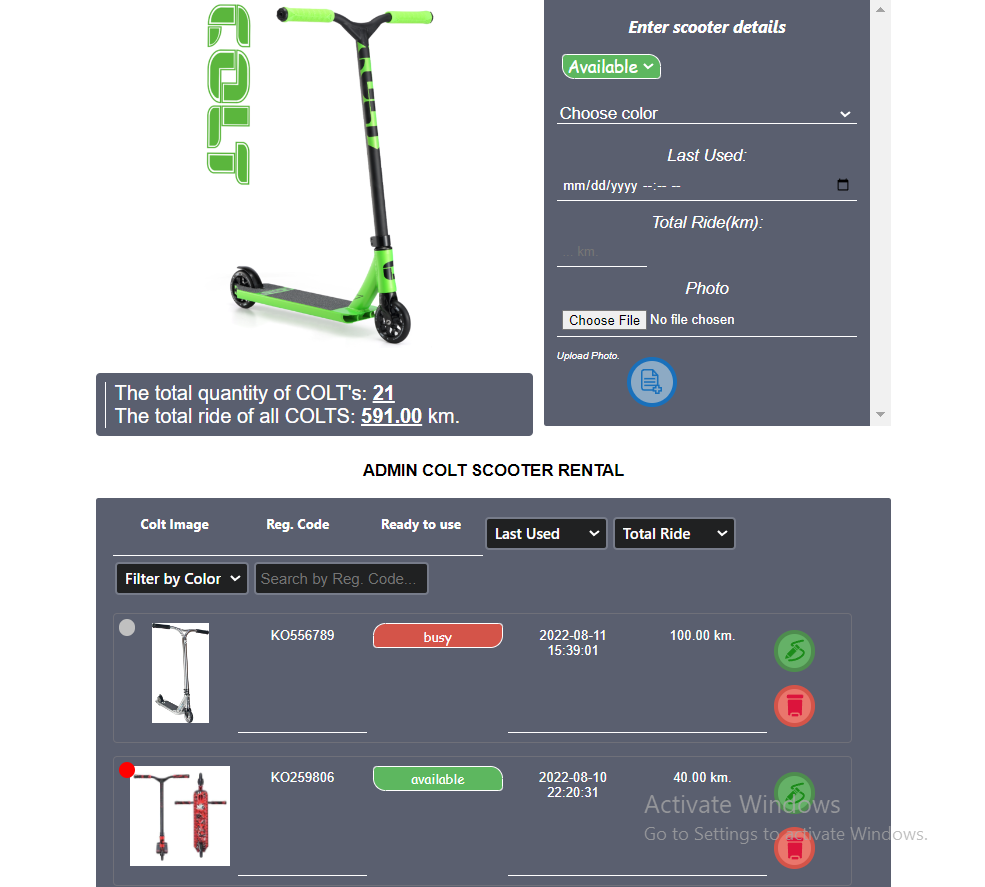 COLT
Enter scooter details
Available
Choose color
Last Used:
mm/dd/yyyy --:-- --
Total Ride(km):
... km.
Photo
Choose File No file chosen
Upload Photo.
The total quantity of COLT's: 21
The total ride of all COLTS: 591.00 km.
ADMIN COLT SCOOTER RENTAL
Colt Image Reg. Code Ready to use Last Used Total Ride
Filter by Color Search by Reg. Code...
KO556789 busy 2022-08-11 100.00 km.
15:39:01
KO259806 available 2022-08-10 40.00 km.
22:20:31
Activate Windows
Go to Settings to activate Windows.